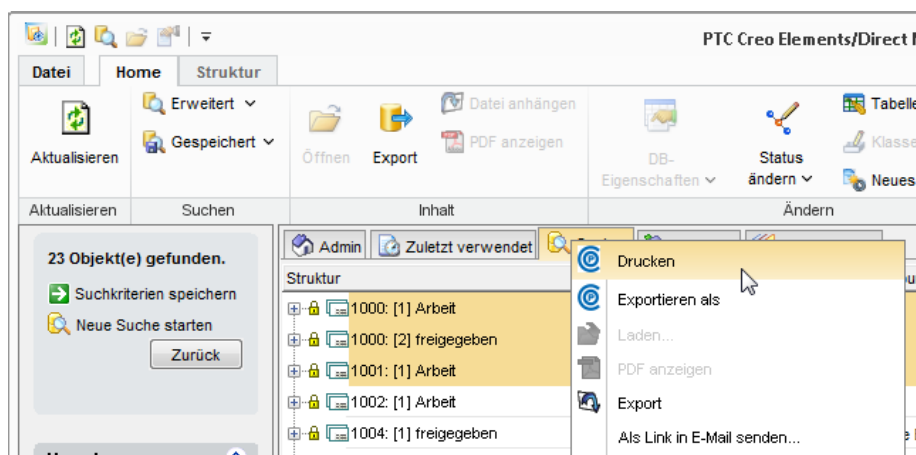 PTC Creo Elements/Direct
Datei Home Struktur
Erweitert Datei anhängen Tabelle
Gespeichert PDF anzeigen Klasse
Aktualisieren Öffnen Export DB-Eigenschaften Status ändern Neues
Aktualisieren Suchen Inhalt Ändern
Admin Zuletzt verwendet
23 Objekt(e) gefunden.
Struktur
Drucken
Suchkriterien speichern
Exportieren als
1000: [1] Arbeit
Neue Suche starten
1000: [2] freigegeben
Laden...
Zurück
1001: [1] Arbeit
PDF anzeigen
1002: [1] Arbeit
Export
1004: [1] freigegeben
Als Link in E-Mail senden...